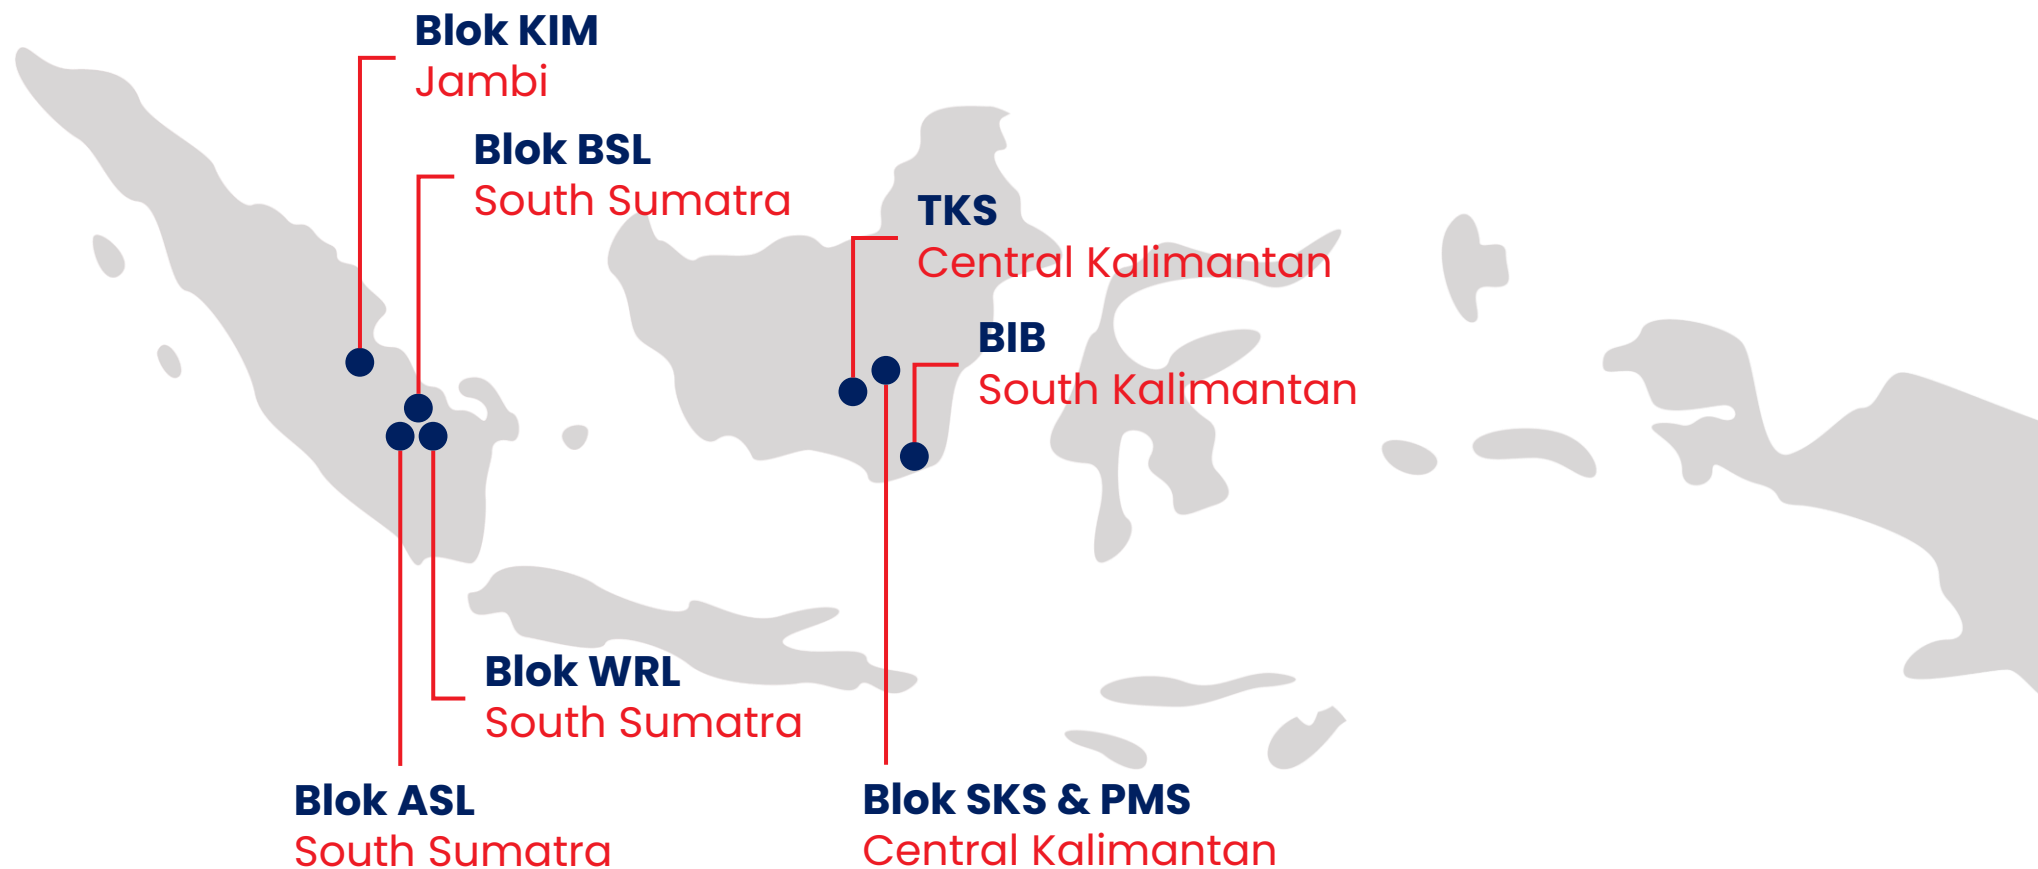 Blok KIM
Jambi
Blok BSL
South Sumatra
TKS
Central Kalimantan
BIB
South Kalimantan
Blok WRL
South Sumatra
Blok ASL
South Sumatra
Blok SKS & PMS
Central Kalimantan